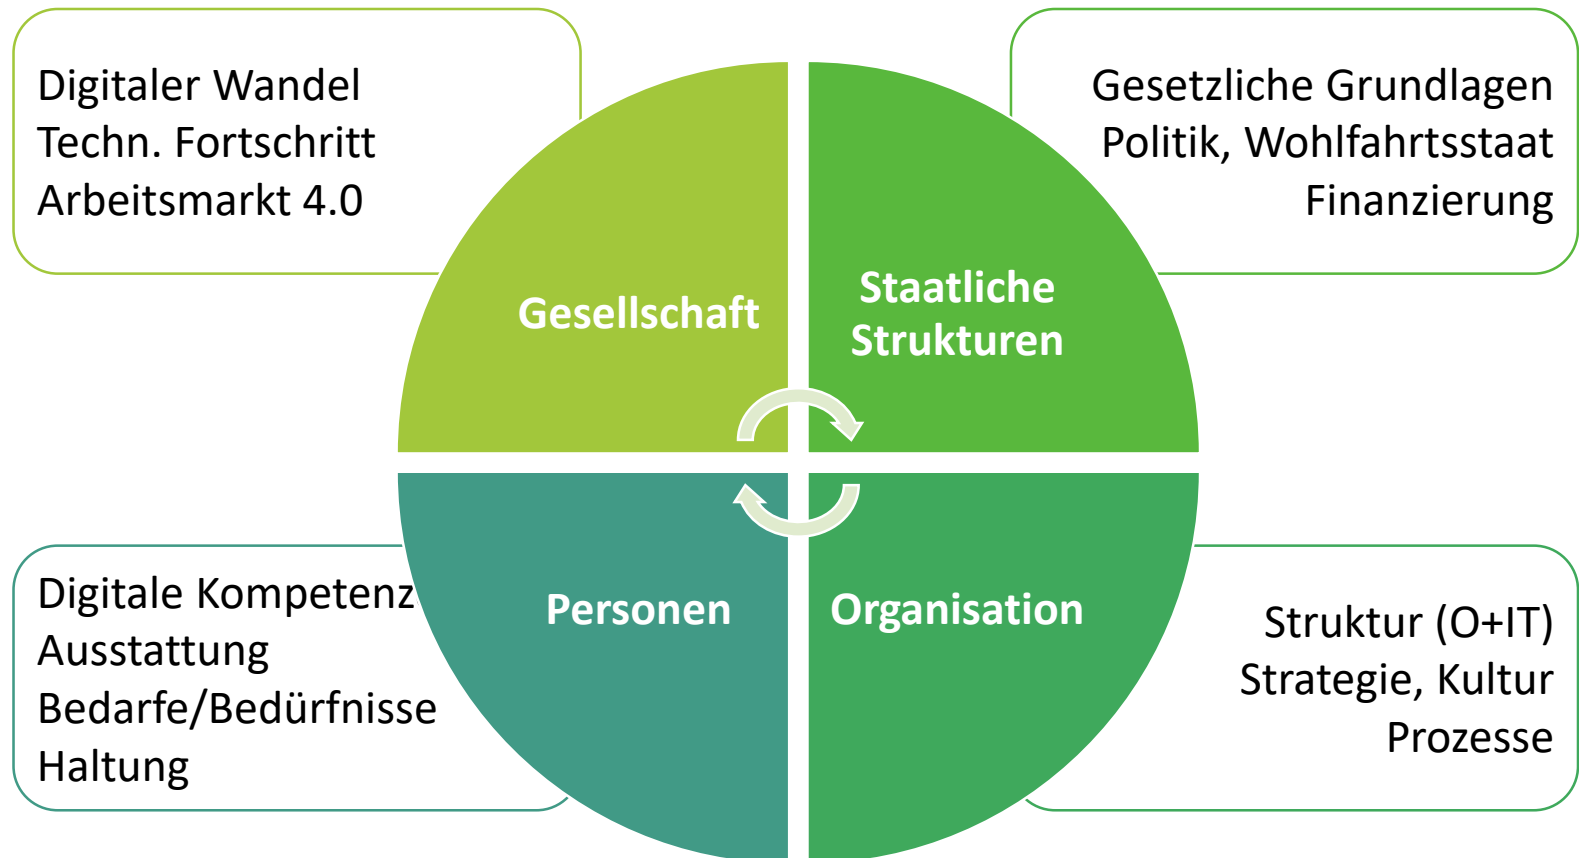 Digitaler Wandel
Techn. Fortschritt
Arbeitsmarkt 4.0
Gesetzliche Grundlagen
Politik, Wohlfahrtsstaat
Finanzierung
Gesellschaft
Staatliche
Strukturen
Personen
Organisation
Digitale Kompetenz
Ausstattung
Bedarfe/Bedürfnisse
Haltung
Struktur (O+IT)
Strategie, Kultur
Prozesse